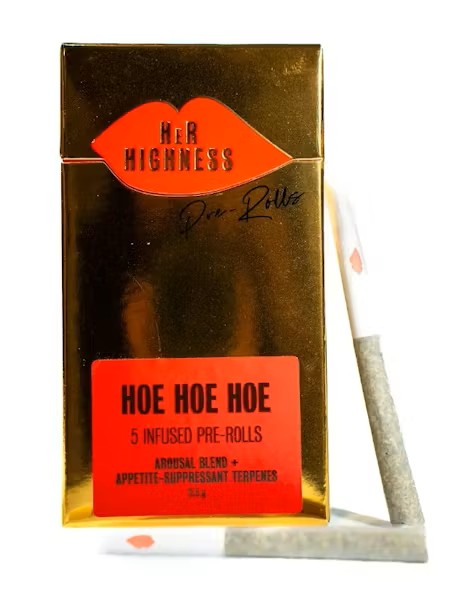 HER
HIGHNESS
Pre-Rolls
HOE HOE HOE
5 INFUSED PRE-ROLLS
AROUSAL BLEND +
APPETITE-SUPPRESSANT TERPENES